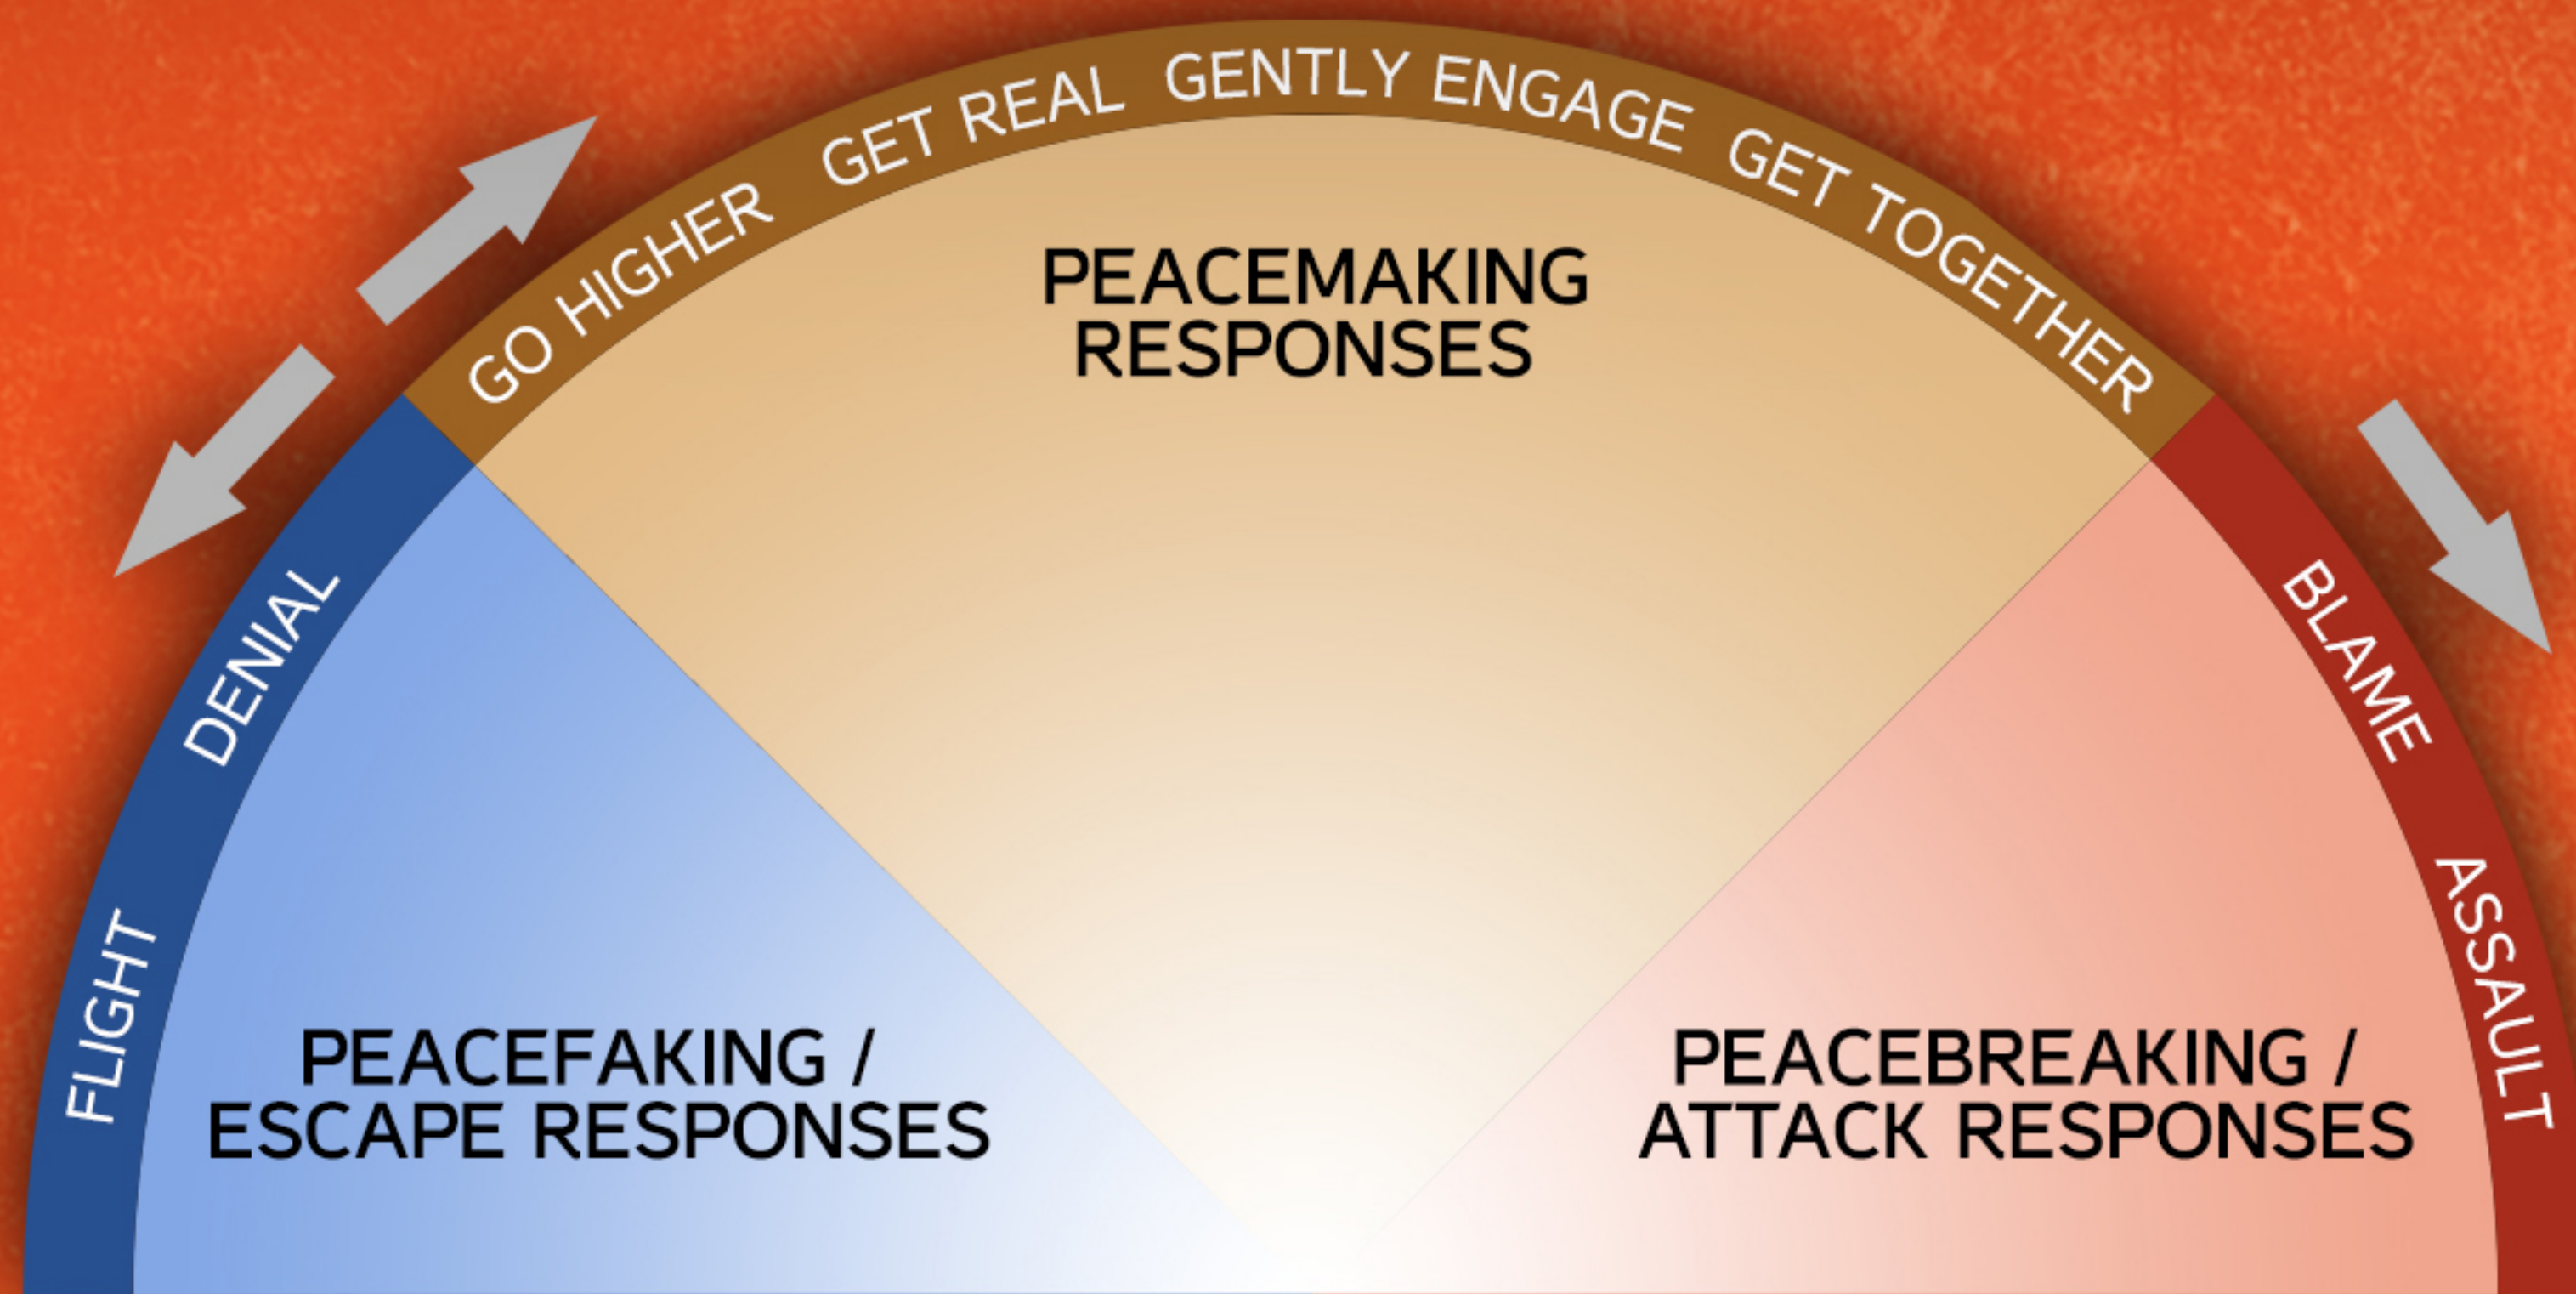 GO HIGHER
GET REAL
GENTLY ENGAGE
GET TOGETHER
PEACEMAKING
RESPONSES
DENIAL
FLIGHT
PEACEFAKING /
ESCAPE RESPONSES
BLAME
ASSAULT
PEACEBREAKING /
ATTACK RESPONSES